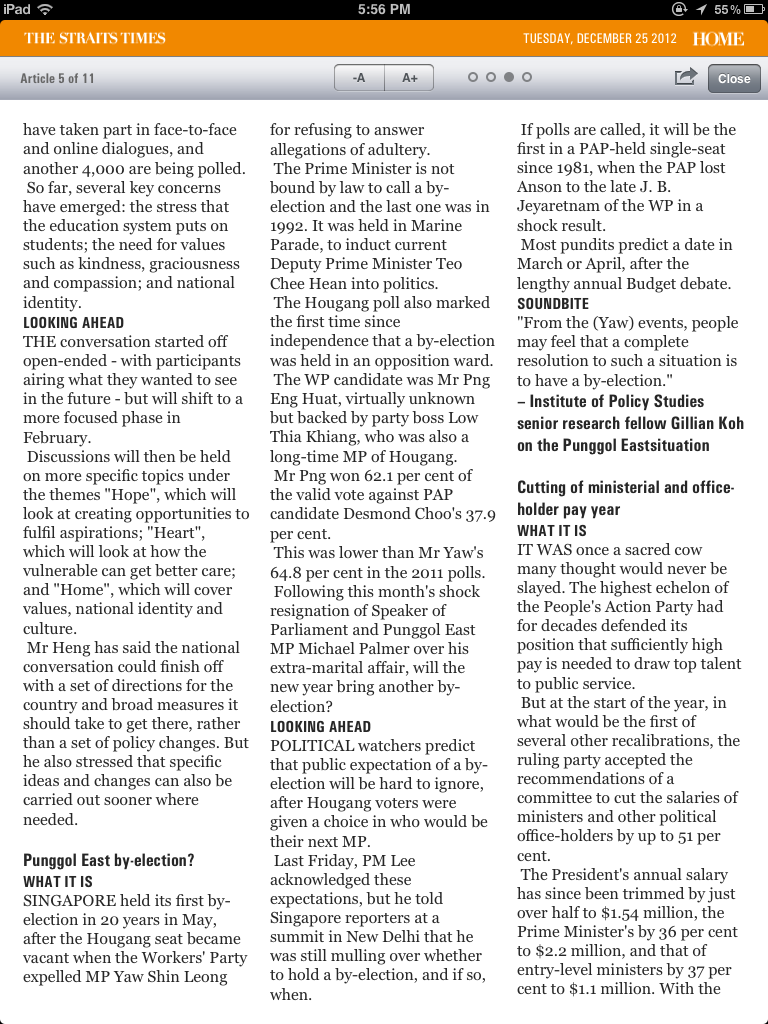 iPad
5:56 PM
55%
THE STRAITS TIMES
TUESDAY, DECEMBER 25 2012
HOME
Article 5 of 11
-A
A+
Close
have taken part in face-to-face
and online dialogues, and
another 4,000 are being polled.
So far, several key concerns
have emerged: the stress that
the education system puts on
students; the need for values
such as kindness, graciousness
and compassion; and national
identity.
LOOKING AHEAD
THE conversation started off
open-ended - with participants
airing what they wanted to see
in the future - but will shift to a
more focused phase in
February.
Discussions will then be held
on more specific topics under
the themes "Hope", which will
look at creating opportunities to
fulfil aspirations; "Heart",
which will look at how the
vulnerable can get better care;
and "Home", which will cover
values, national identity and
culture.
Mr Heng has said the national
conversation could finish off
with a set of directions for the
country and broad measures it
should take to get there, rather
than a set of policy changes. But
he also stressed that specific
ideas and changes can also be
carried out sooner where
needed.
Punggol East by-election?
WHAT IT IS
SINGAPORE held its first by-
election in 20 years in May,
after the Hougang seat became
vacant when the Workers' Party
expelled MP Yaw Shin Leong
for refusing to answer
allegations of adultery.
The Prime Minister is not
bound by law to call a by-
election and the last one was in
1992. It was held in Marine
Parade, to induct current
Deputy Prime Minister Teo
Chee Hean into politics.
The Hougang poll also marked
the first time since
independence that a by-election
was held in an opposition ward.
The WP candidate was Mr Png
Eng Huat, virtually unknown
but backed by party boss Low
Thia Khiang, who was also a
long-time MP of Hougang.
Mr Png won 62.1 per cent of
the valid vote against PAP
candidate Desmond Choo's 37.9
per cent.
This was lower than Mr Yaw's
64.8 per cent in the 2011 polls.
Following this month's shock
resignation of Speaker of
Parliament and Punggol East
MP Michael Palmer over his
extra-marital affair, will the
new year bring another by-
election?
LOOKING AHEAD
POLITICAL watchers predict
that public expectation of a by-
election will be hard to ignore,
after Hougang voters were
given a choice in who would be
their next MP.
Last Friday, PM Lee
acknowledged these
expectations, but he told
Singapore reporters at a
summit in New Delhi that he
was still mulling over whether
to hold a by-election, and if so,
when.
If polls are called, it will be the
first in a PAP-held single-seat
since 1981, when the PAP lost
Anson to the late J. B.
Jeyaretnam of the WP in a
shock result.
Most pundits predict a date in
March or April, after the
lengthy annual Budget debate.
SOUNDBITE
"From the (Yaw) events, people
may feel that a complete
resolution to such a situation is
to have a by-election."
– Institute of Policy Studies
senior research fellow Gillian Koh
on the Punggol Eastsituation
Cutting of ministerial and office-
holder pay year
WHAT IT IS
IT WAS once a sacred cow
many thought would never be
slayed. The highest echelon of
the People's Action Party had
for decades defended its
position that sufficiently high
pay is needed to draw top talent
to public service.
But at the start of the year, in
what would be the first of
several other recalibrations, the
ruling party accepted the
recommendations of a
committee to cut the salaries of
ministers and other political
office-holders by up to 51 per
cent.
The President's annual salary
has since been trimmed by just
over half to $1.54 million, the
Prime Minister's by 36 per cent
to $2.2 million, and that of
entry-level ministers by 37 per
cent to $1.1 million. With the